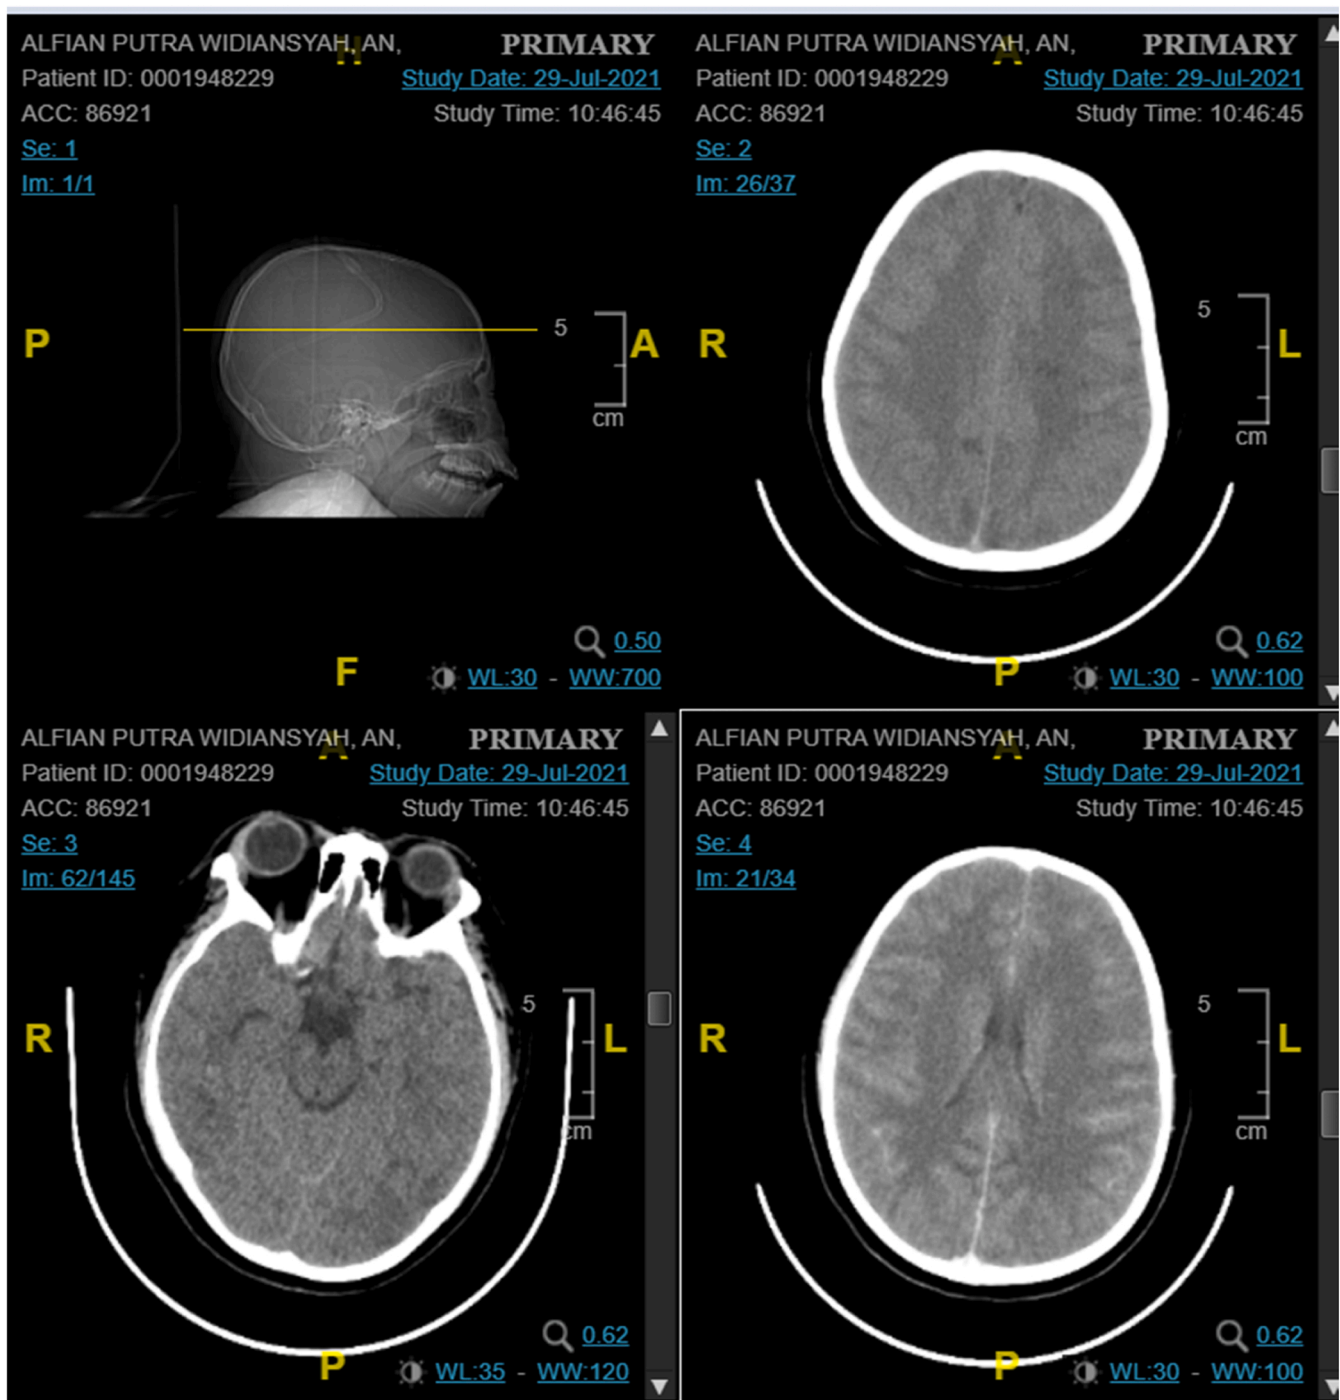 ALFIAN PUTRA WIDIANSYAH, AN,
PRIMARY
H
Patient ID: 0001948229
Study Date: 29-Jul-2021
ACC: 86921
Study Time: 10:46:45
Se: 1
Im: 1/1
P
5
A
cm
0.50
F
WL:30 - WW:700
ALFIAN PUTRA WIDIANSYAH, AN,
PRIMARY
A
Patient ID: 0001948229
Study Date: 29-Jul-2021
ACC: 86921
Study Time: 10:46:45
Se: 2
Im: 26/37
5
R
L
cm
0.62
P
WL:30 - WW:100
ALFIAN PUTRA WIDIANSYAH, AN,
PRIMARY
A
Patient ID: 0001948229
Study Date: 29-Jul-2021
ACC: 86921
Study Time: 10:46:45
Se: 3
Im: 62/145
5
R
L
cm
0.62
P
WL:35 - WW:120
ALFIAN PUTRA WIDIANSYAH, AN,
PRIMARY
A
Patient ID: 0001948229
Study Date: 29-Jul-2021
ACC: 86921
Study Time: 10:46:45
Se: 4
Im: 21/34
5
R
L
cm
0.62
P
WL:30 - WW:100